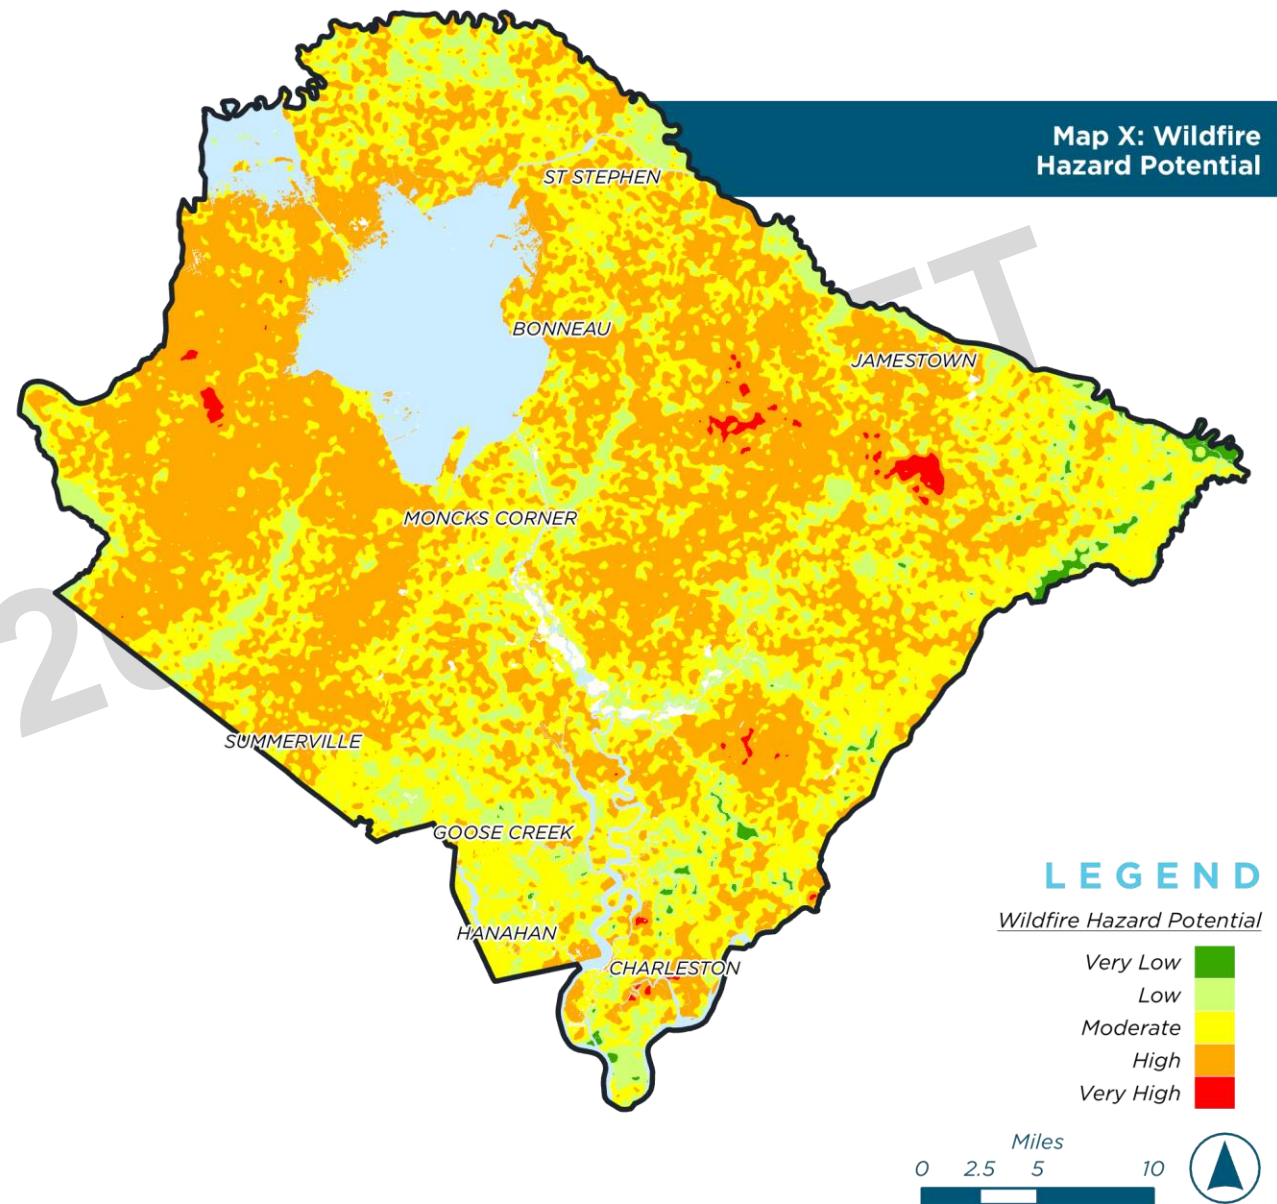 Map X: Wildfire
Hazard Potential
ST STEPHEN
BONNEAU
JAMESTOWN
MONCKS CORNER
SUMMERVILLE
GOOSE CREEK
HANAHAN
CHARLESTON
LEGEND
Wildfire Hazard Potential
Very Low
Low
Moderate
High
Very High
Miles
0 2.5 5 10